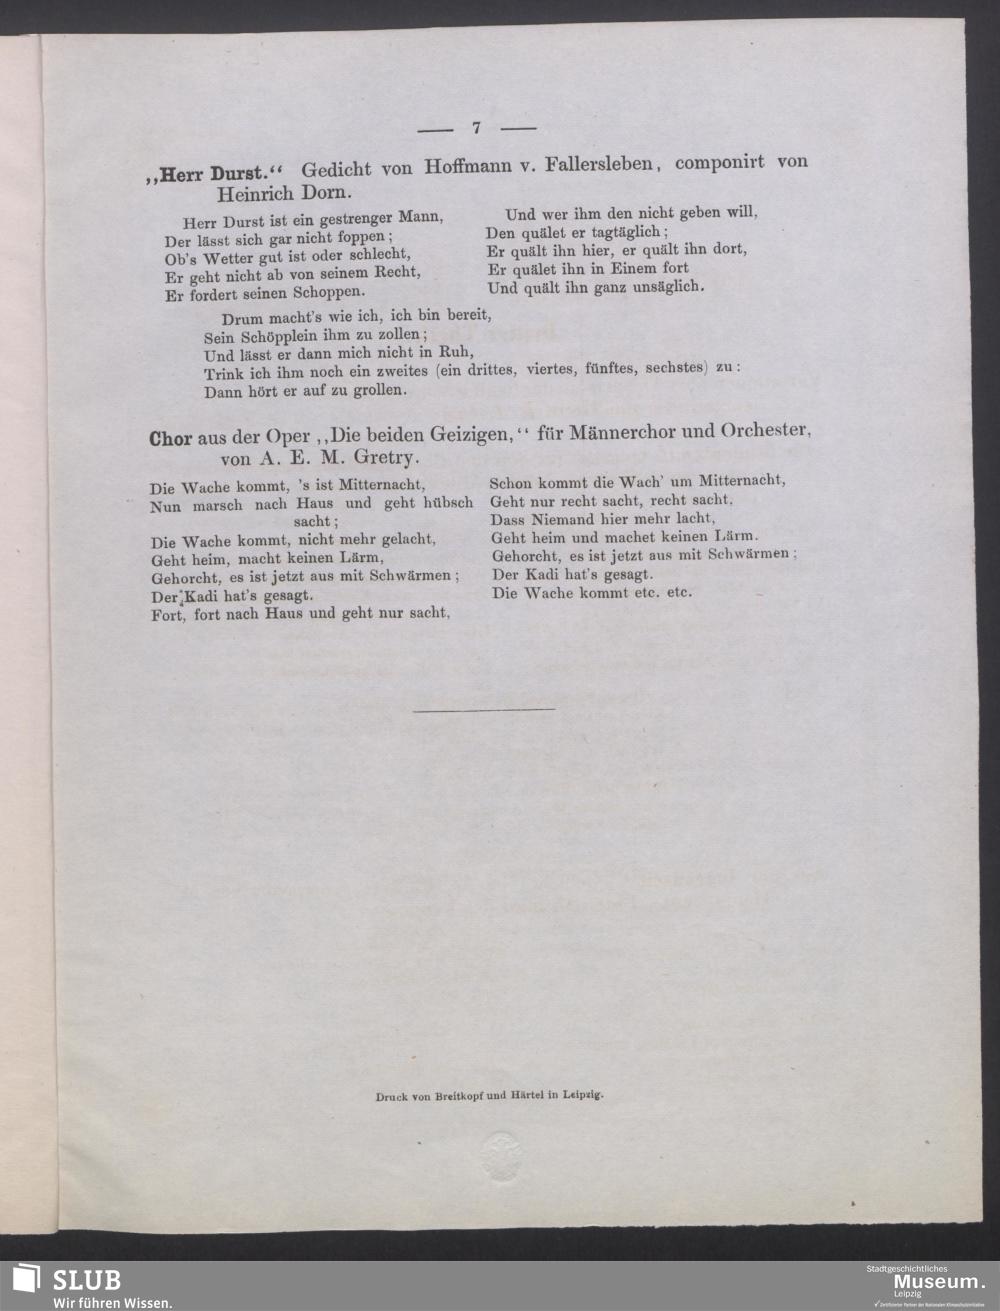 — 7 —
„Herr Durst.“ Gedicht von Hoffmann v. Fallersleben, componirt von
Heinrich Dorn.
Herr Durst ist ein gestrenger Mann,
Der lässt sich gar nicht foppen;
Ob's Wetter gut ist oder schlecht,
Er geht nicht ab von seinem Recht,
Er fordert seinen Schoppen.
Und wer ihm den nicht geben will,
Den quälet er tagtäglich;
Er quält ihn hier, er quält ihn dort,
Er quälet ihn in Einem fort
Und quält ihn ganz unsäglich.
Drum macht's wie ich, ich bin bereit,
Sein Schöpplein ihm zu zollen;
Und lässt er dann mich nicht in Ruh,
Trink ich ihm noch ein zweites (ein drittes, viertes, fünftes, sechstes) zu:
Dann hört er auf zu grollen.
Chor aus der Oper „Die beiden Geizigen,“ für Männerchor und Orchester,
von A. E. M. Gretry.
Die Wache kommt, 's ist Mitternacht,
Nun marsch nach Haus und geht hübsch
sacht;
Die Wache kommt, nicht mehr gelacht,
Geht heim, macht keinen Lärm,
Gehorcht, es ist jetzt aus mit Schwärmen;
Der Kadi hat's gesagt.
Fort, fort nach Haus und geht nur sacht,
Schon kommt die Wach' um Mitternacht,
Geht nur recht sacht, recht sacht,
Dass Niemand hier mehr lacht,
Geht heim und machet keinen Lärm.
Gehorcht, es ist jetzt aus mit Schwärmen;
Der Kadi hat's gesagt.
Die Wache kommt etc. etc.
Druck von Breitkopf und Härtel in Leipzig.
SLUB
Wir führen Wissen.
Stadtgeschichtliches
Museum.
Leipzig
Zertifizierter Partner der Nationalen Klimaschutzinitiative